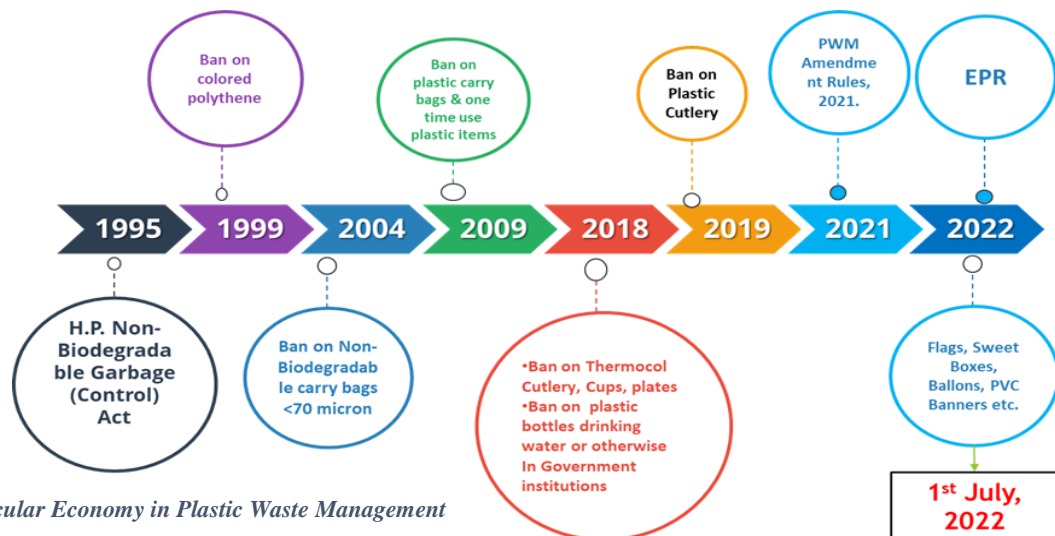 Ban on
colored
polythene
Ban on
plastic carry
bags & one
time use
plastic items
Ban on
Plastic
Cutlery
PWM
Amendme
nt Rules,
2021.
EPR
1995
1999
2004
2009
2018
2019
2021
2022
H.P. Non-
Biodegrada
ble Garbage
(Control)
Act
Ban on Non-
Biodegradab
le carry bags
<70 micron
•Ban on Thermocol
Cutlery, Cups, plates
•Ban on plastic
bottles drinking
water or otherwise
In Government
institutions
Flags, Sweet
Boxes,
Ballons, PVC
Banners etc.
1st July,
2022
cular Economy in Plastic Waste Management